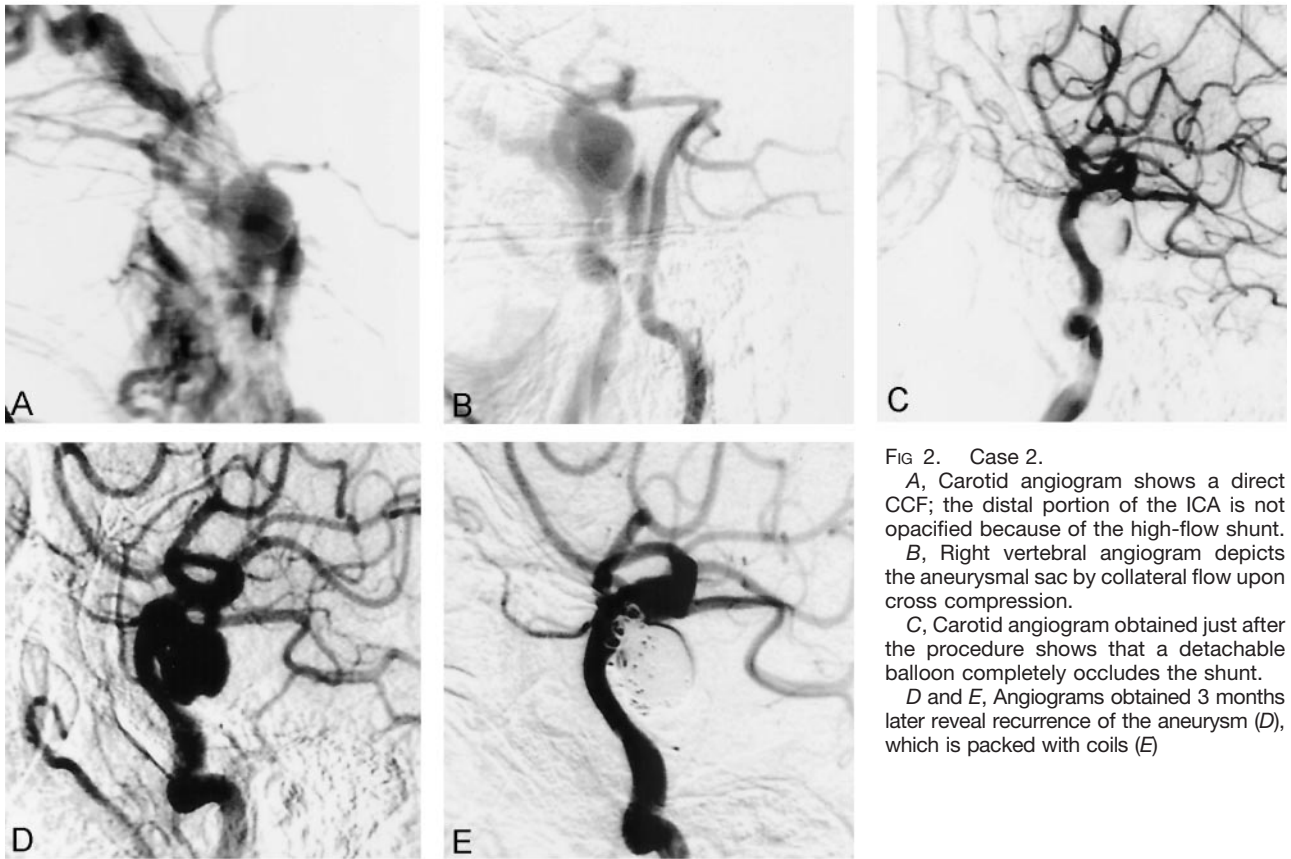 A
B
C
D
E
FIG 2. Case 2.
A, Carotid angiogram shows a direct
CCF; the distal portion of the ICA is not
opacified because of the high-flow shunt.
B, Right vertebral angiogram depicts
the aneurysmal sac by collateral flow upon
cross compression.
C, Carotid angiogram obtained just after
the procedure shows that a detachable
balloon completely occludes the shunt.
D and E, Angiograms obtained 3 months
later reveal recurrence of the aneurysm (D),
which is packed with coils (E)